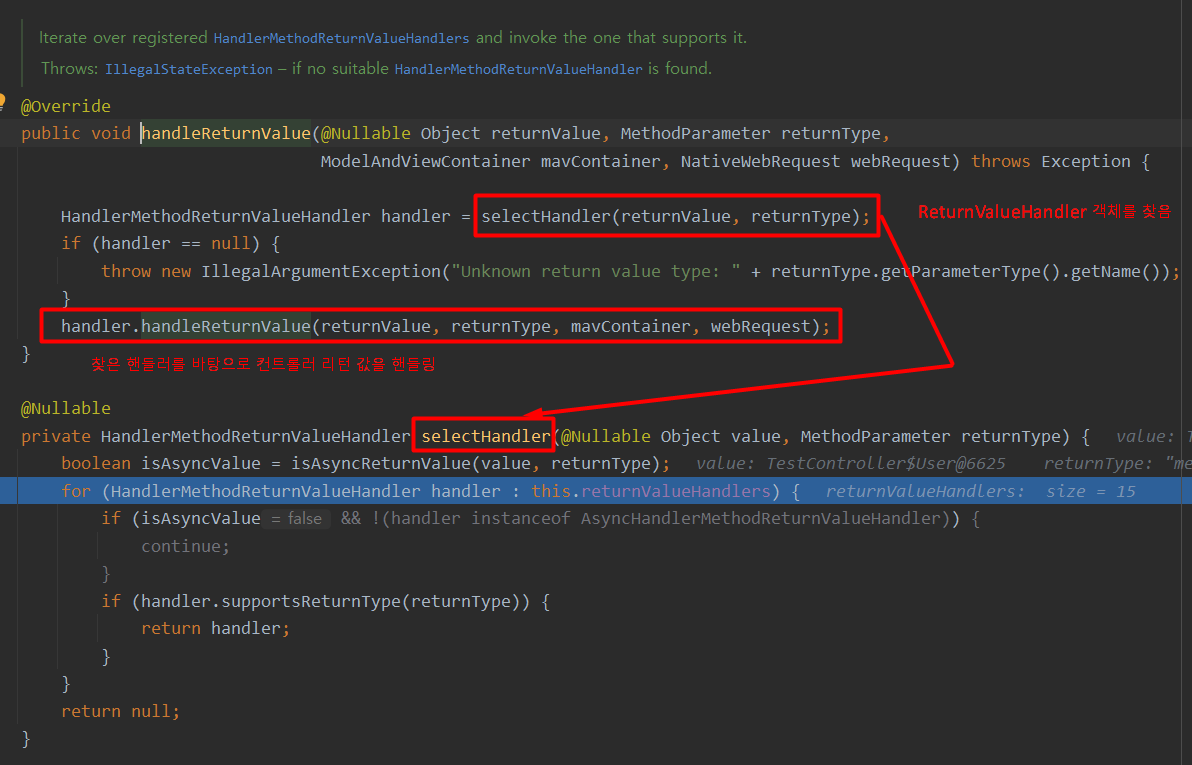 Iterate over registered HandlerMethodReturnValueHandlers and invoke the one that supports it.
Throws: IllegalStateException – if no suitable HandlerMethodReturnValueHandler is found.
@Override
public void handleReturnValue(@Nullable Object returnValue, MethodParameter returnType,
ModelAndViewContainer mavContainer, NativeWebRequest webRequest) throws Exception {
HandlerMethodReturnValueHandler handler = selectHandler(returnValue, returnType);
ReturnValueHandler 객체를 찾음
if (handler == null) {
throw new IllegalArgumentException("Unknown return value type: " + returnType.getParameterType().getName());
}
handler.handleReturnValue(returnValue, returnType, mavContainer, webRequest);
}
찾은 핸들러를 바탕으로 컨트롤러 리턴 값을 핸들링
@Nullable
private HandlerMethodReturnValueHandler selectHandler(@Nullable Object value, MethodParameter returnType) { value: T
boolean isAsyncValue = isAsyncReturnValue(value, returnType); value: TestController$User@6625 returnType: "me
for (HandlerMethodReturnValueHandler handler : this.returnValueHandlers) { returnValueHandlers: size = 15
if (isAsyncValue = false && !(handler instanceof AsyncHandlerMethodReturnValueHandler)) {
continue;
}
if (handler.supportsReturnType(returnType)) {
return handler;
}
}
return null;
}